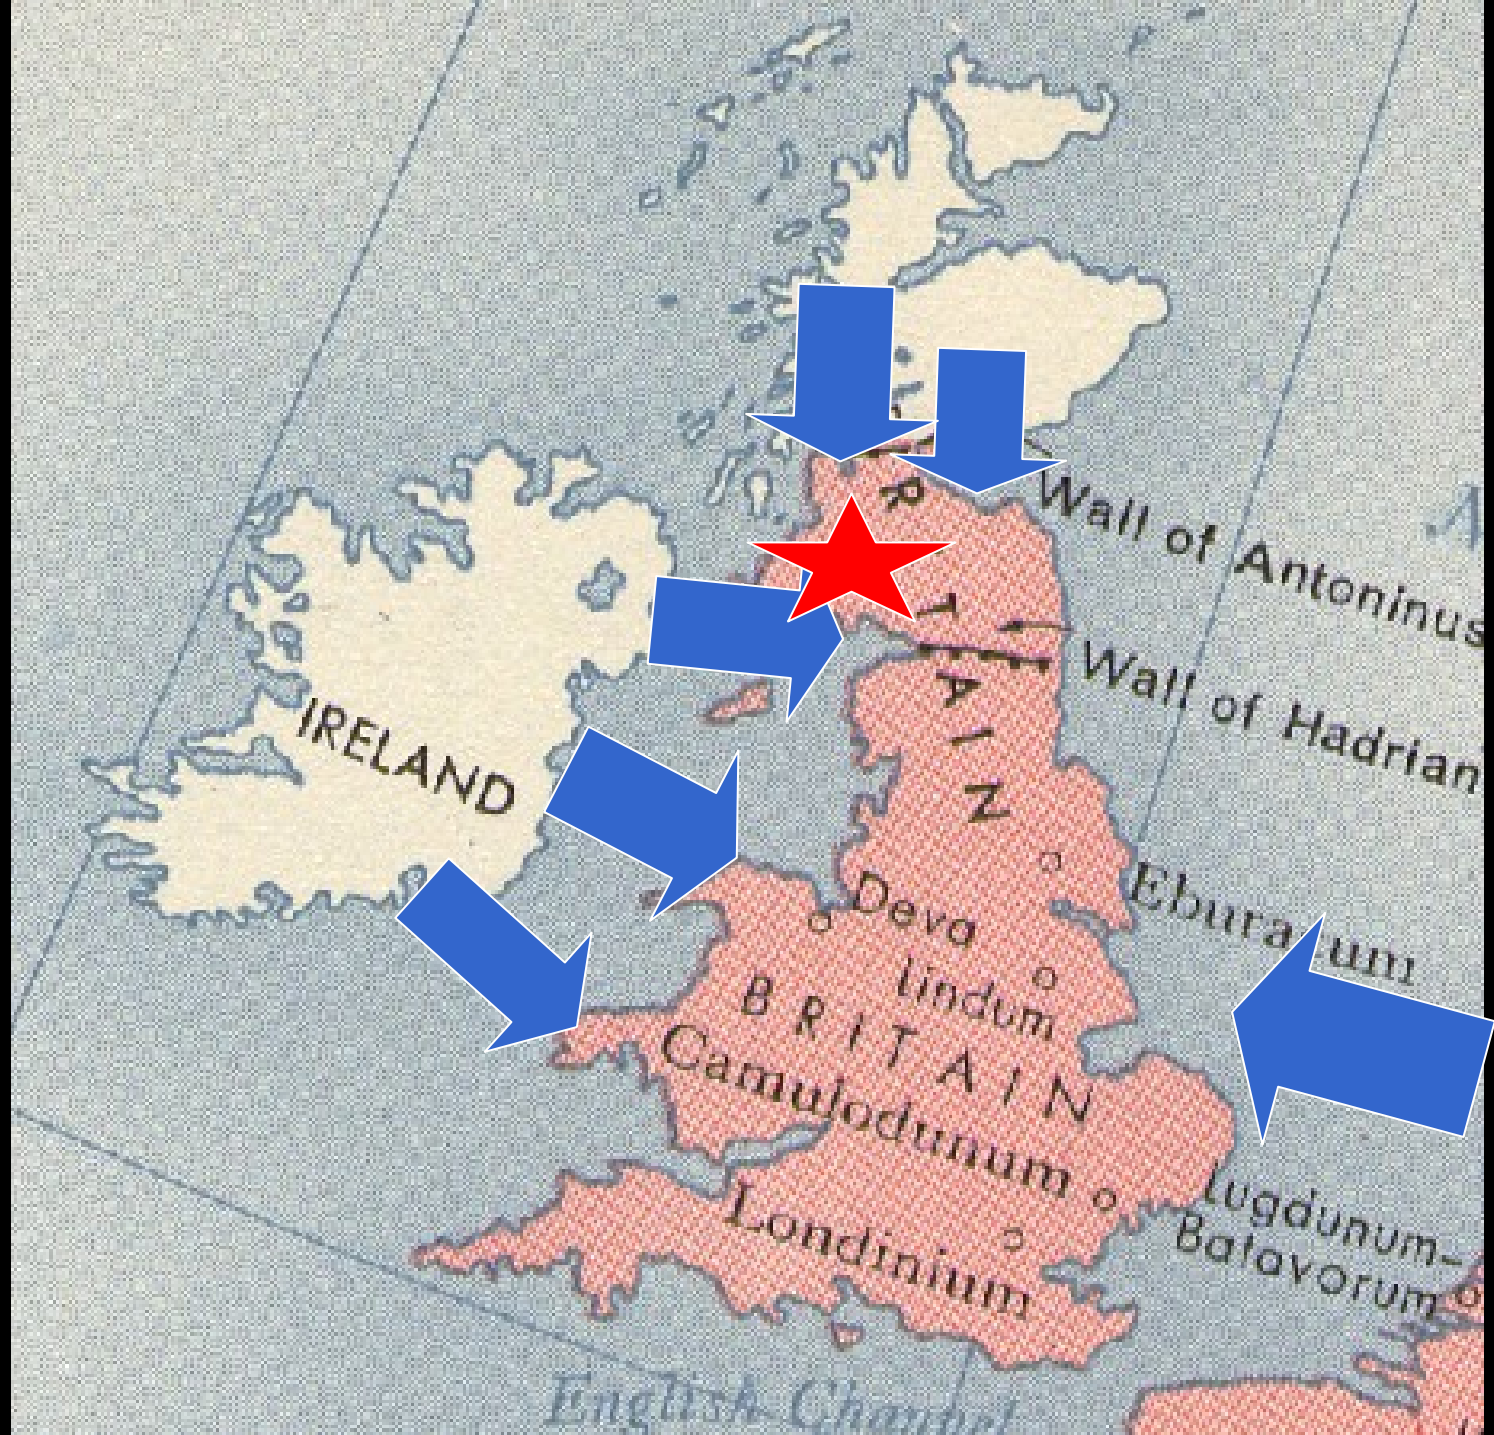 Wall of Antoninus
Wall of Hadrian
IRELAND
Eburacum
Deva
lindum
BRITAIN
Camulodunum
Londinium
Lugdunum-
Batavorum
English Channel